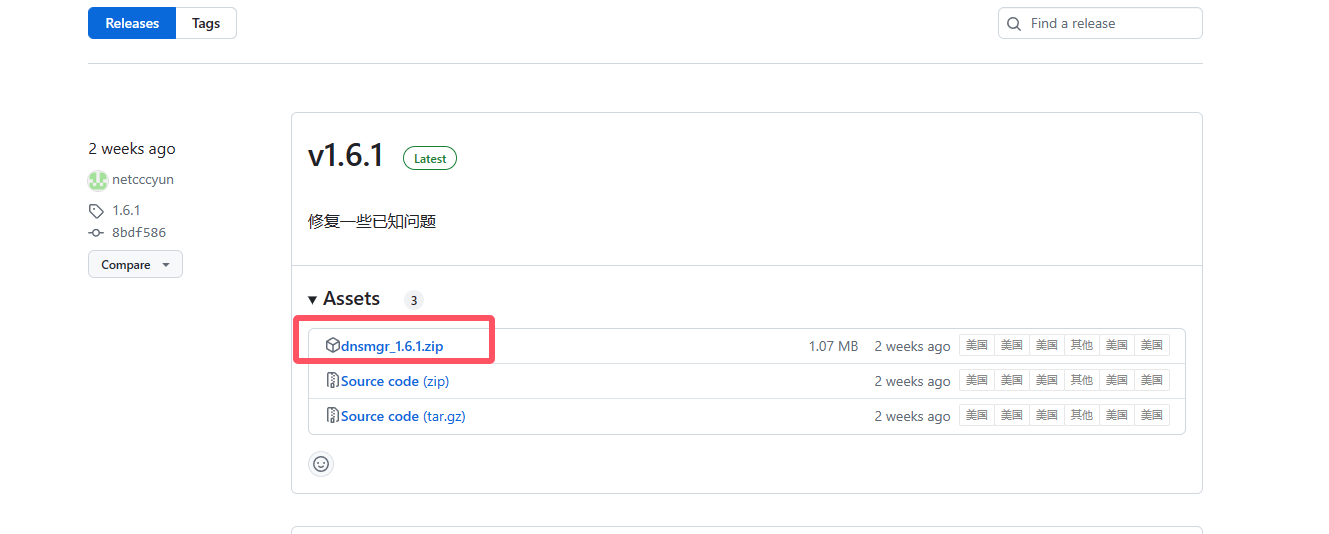 Releases Tags Find a release
2 weeks ago
netcccyun
1.6.1
8bdf586
Compare
v1.6.1 Latest
修复一些已知问题
Assets 3
dnsmgr_1.6.1.zip 1.07 MB 2 weeks ago 美国 美国 美国 其他 美国 美国
Source code (zip) 2 weeks ago 美国 美国 美国 其他 美国 美国
Source code (tar.gz) 2 weeks ago 美国 美国 美国 其他 美国 美国